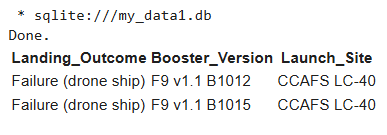 * sqlite:///my_data1.db
Done.
Landing_Outcome Booster_Version Launch_Site
Failure (drone ship) F9 v1.1 B1012 CCAFS LC-40
Failure (drone ship) F9 v1.1 B1015 CCAFS LC-40